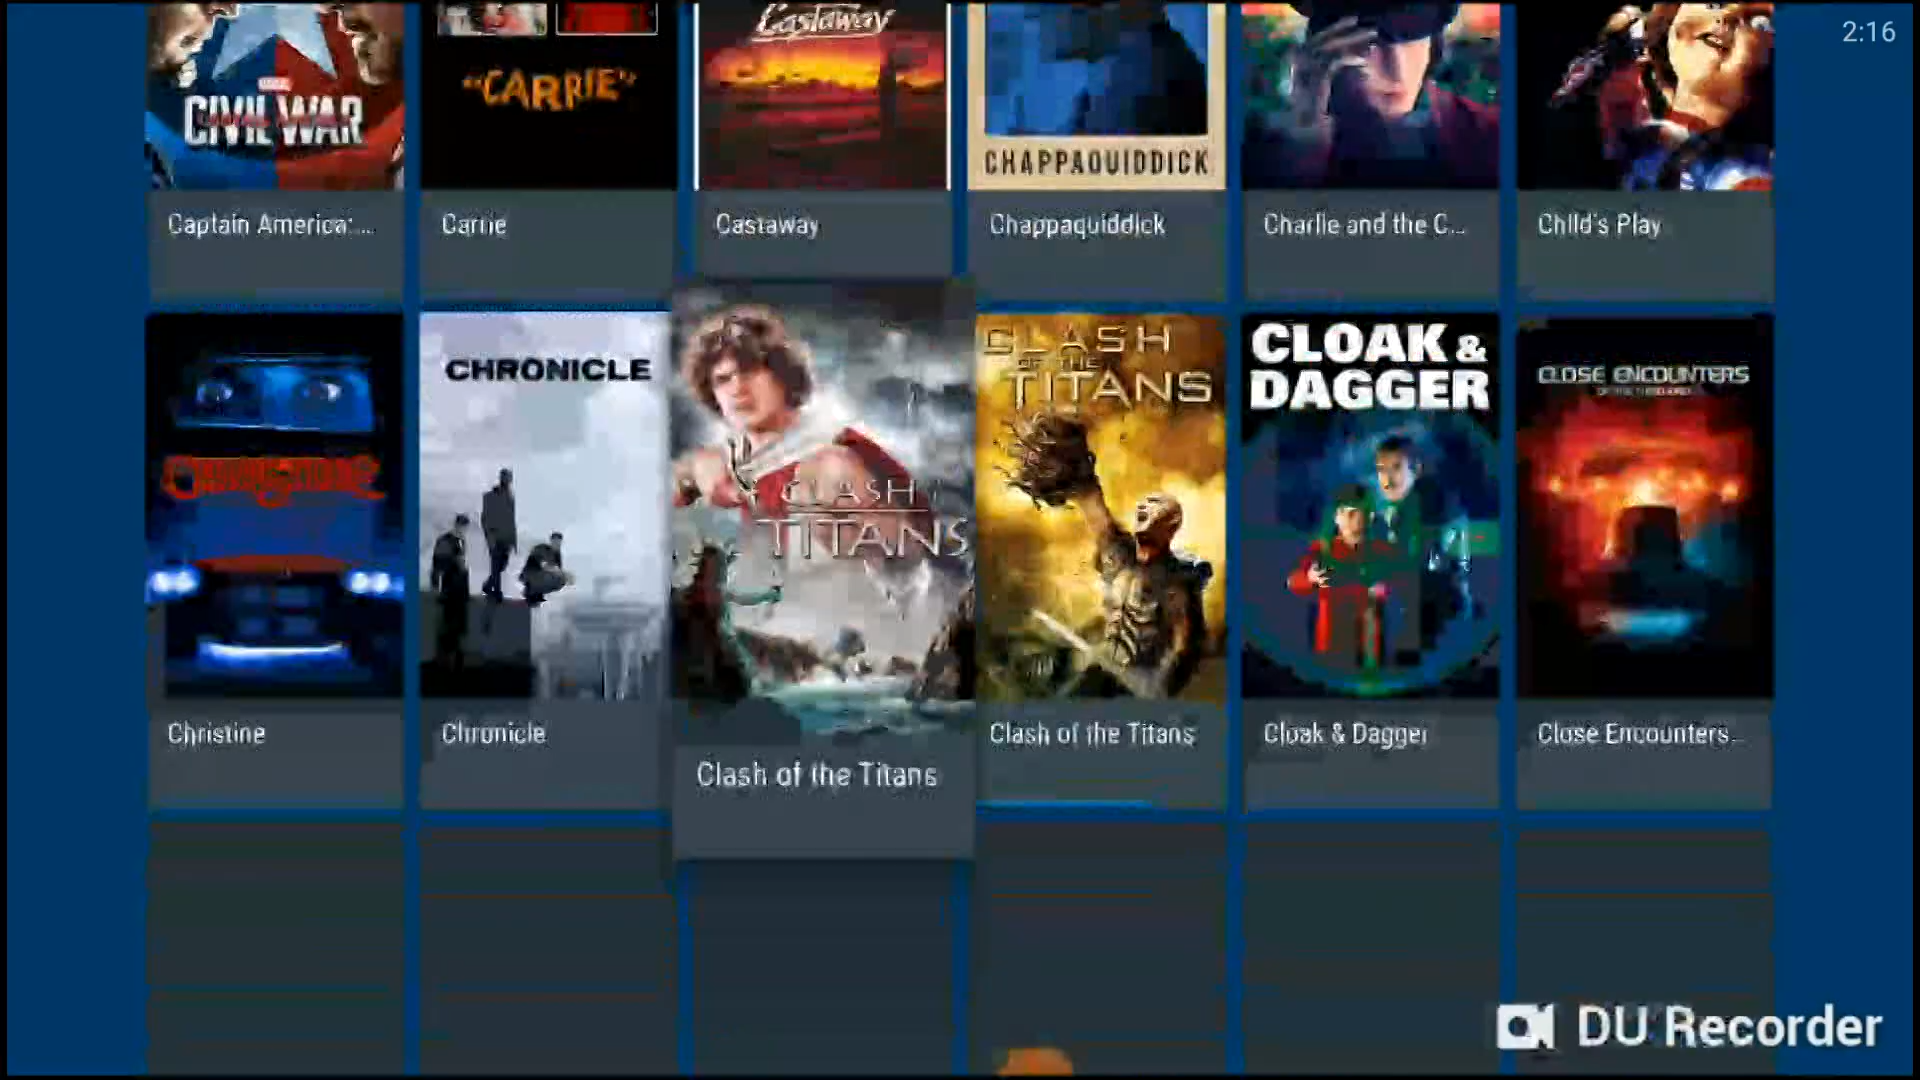 2:16
Castaway
MARVEL
CIVIL WAR
"CARRIE"
CHAPPAQUIDDICK
Captain America:...
Carrie
Castaway
Chappaquiddick
Charlie and the C...
Child's Play
CHRISTINE
CHRONICLE
CLASH
TITANS
CLASH
OF THE
TITANS
CLOAK &
DAGGER
CLOSE ENCOUNTERS
Christine
Chronicle
Clash of the Titans
Clash of the Titans
Cloak & Dagger
Close Encounters...
DU Recorder